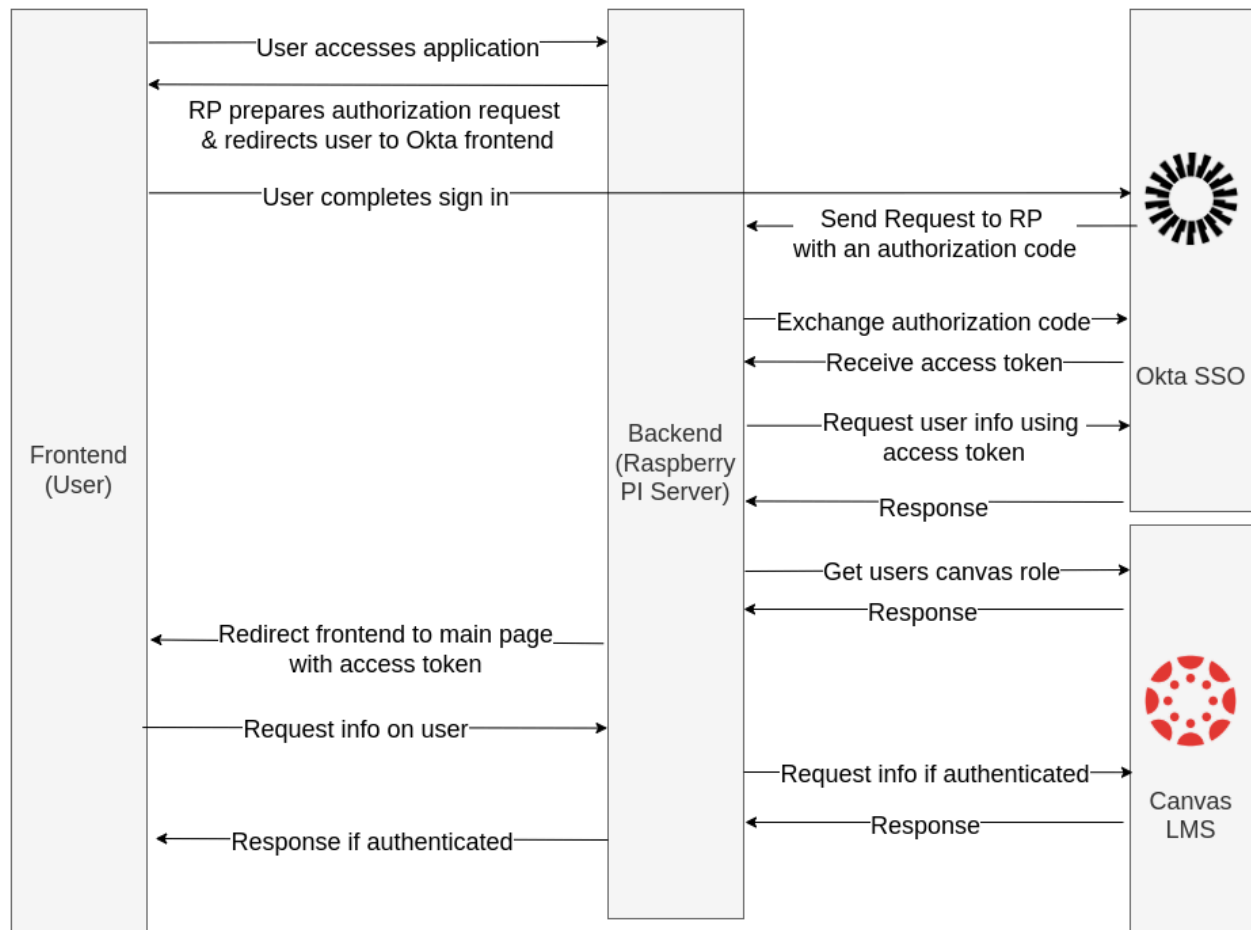 User accesses application
RP prepares authorization request
& redirects user to Okta frontend
User completes sign in
Send Request to RP
with an authorization code
Exchange authorization code
Receive access token
Okta SSO
Request user info using
access token
Frontend
(User)
Backend
(Raspberry
PI Server)
Response
Get users canvas role
Response
Redirect frontend to main page
with access token
Request info on user
Request info if authenticated
Canvas
LMS
Response
Response if authenticated